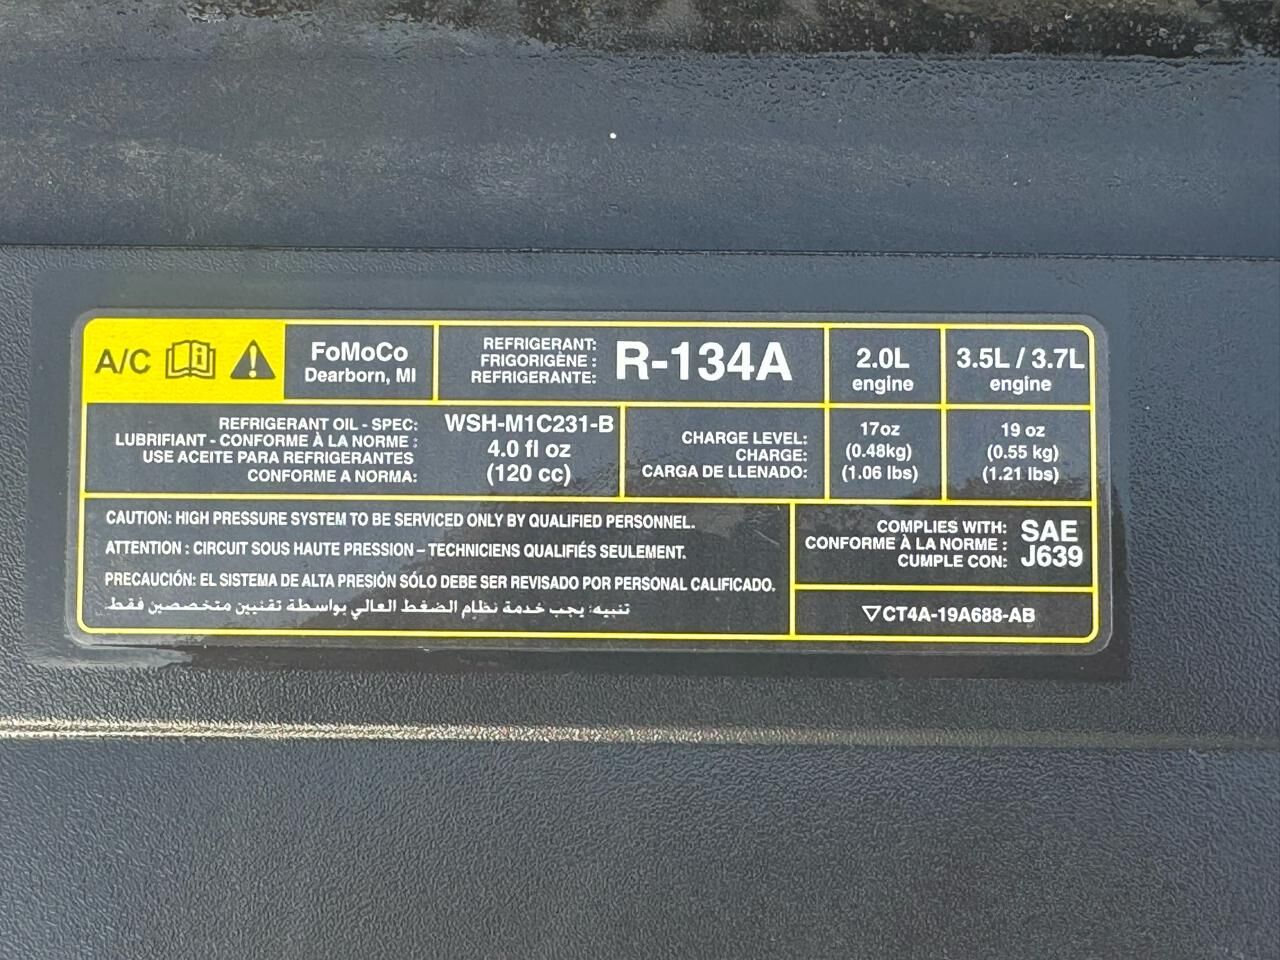 A/C
FoMoCo
Dearborn, MI
REFRIGERANT:
FRIGORIGÈNE :
REFRIGERANTE:
R-134A
2.0L
engine
3.5L / 3.7L
engine
REFRIGERANT OIL - SPEC:
LUBRIFIANT - CONFORME À LA NORME :
USE ACEITE PARA REFRIGERANTES
CONFORME A NORMA:
WSH-M1C231-B
4.0 fl oz
(120 cc)
CHARGE LEVEL:
CHARGE:
CARGA DE LLENADO:
17oz
(0.48kg)
(1.06 lbs)
19 oz
(0.55 kg)
(1.21 lbs)
CAUTION: HIGH PRESSURE SYSTEM TO BE SERVICED ONLY BY QUALIFIED PERSONNEL.
ATTENTION : CIRCUIT SOUS HAUTE PRESSION – TECHNICIENS QUALIFIÉS SEULEMENT.
PRECAUCIÓN: EL SISTEMA DE ALTA PRESIÓN SÓLO DEBE SER REVISADO POR PERSONAL CALIFICADO.
تنبيه: يجب خدمة نظام الضغط العالي بواسطة تقنيين متخصصين فقط.
COMPLIES WITH:
CONFORME À LA NORME :
CUMPLE CON:
SAE
J639
▽CT4A-19A688-AB